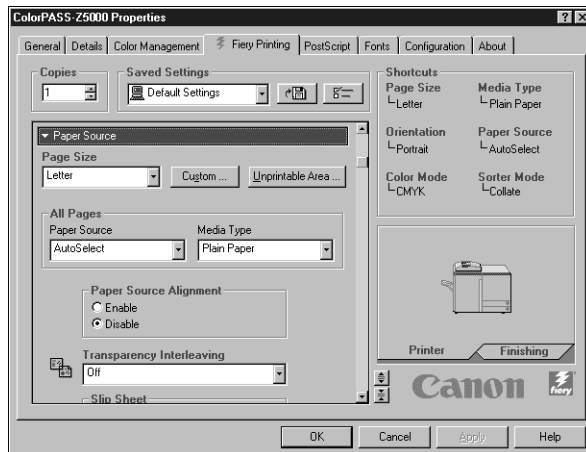 ColorPASS-Z5000 Properties
General Details Color Management Fiery Printing PostScript Fonts Configuration About
Copies
1
Saved Settings
Default Settings
Shortcuts
Page Size
Letter
Media Type
Plain Paper
Orientation
Portrait
Paper Source
AutoSelect
Color Mode
CMYK
Sorter Mode
Collate
Paper Source
Page Size
Letter
Custom ...
Unprintable Area ...
All Pages
Paper Source
AutoSelect
Media Type
Plain Paper
Paper Source Alignment
Enable
Disable
Transparency Interleaving
Off
Slip Sheet
Printer
Finishing
Canon
fiery
OK Cancel Apply Help